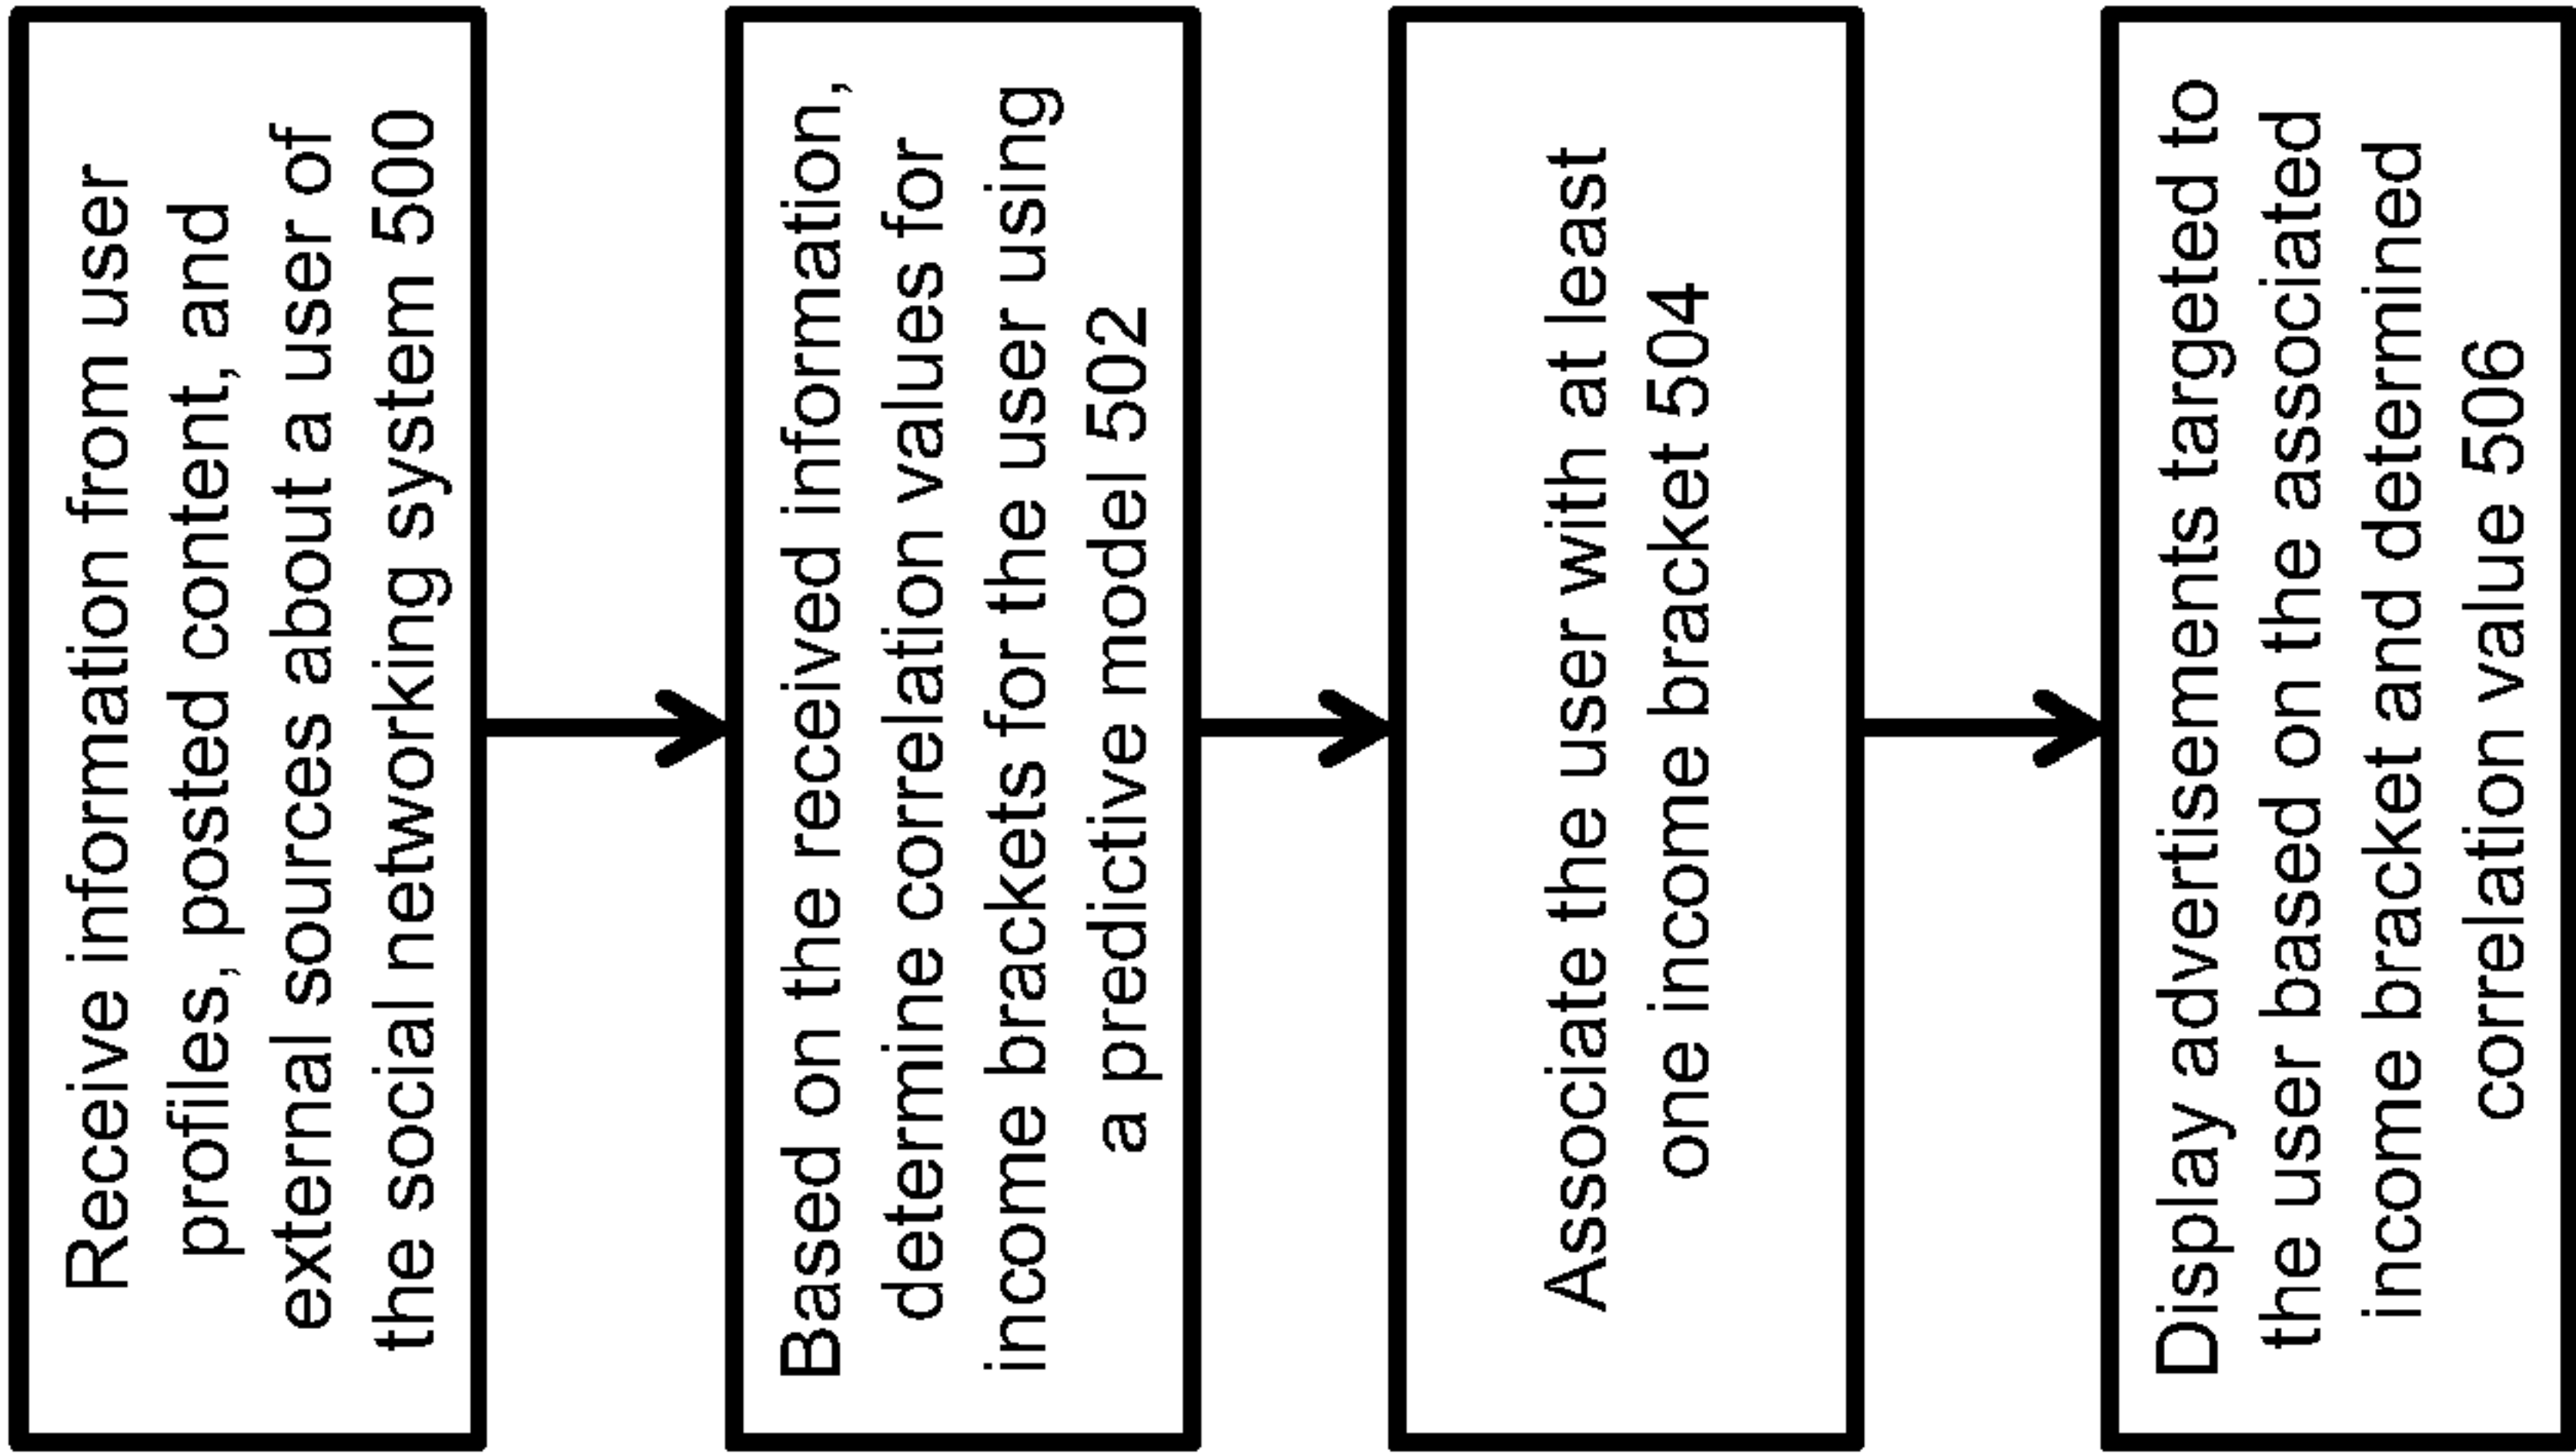 Receive information from user
profiles, posted content, and
external sources about a user of
the social networking system 500
Based on the received information,
determine correlation values for
income brackets for the user using
a predictive model 502
Associate the user with at least
one income bracket 504
Display advertisements targeted to
the user based on the associated
income bracket and determined
correlation value 506